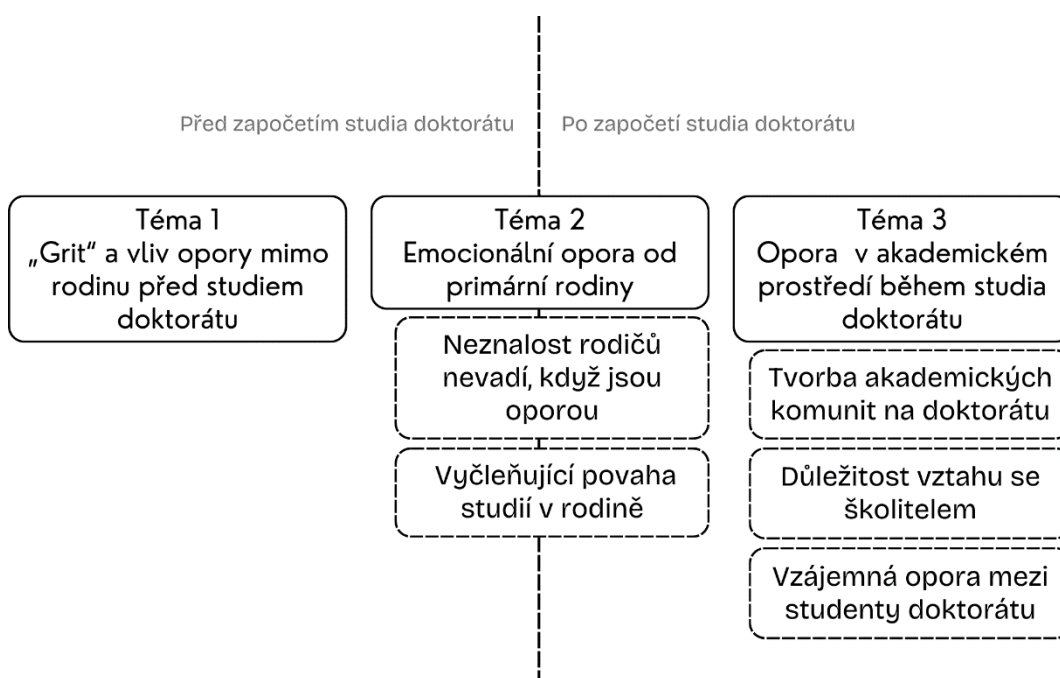 Před započetím studia doktorátu
Po započetí studia doktorátu
Téma 1
„Grit“ a vliv opory mimo
rodinu před studiem
doktorátu
Téma 2
Emocionální opora od
primární rodiny
Neznalost rodičů
nevadí, když jsou
oporou
Vyčleňující povaha
studií v rodině
Téma 3
Opora v akademickém
prostředí během studia
doktorátu
Tvorba akademických
komunit na doktorátu
Důležitost vztahu se
školitelem
Vzájemná opora mezi
studenty doktorátu